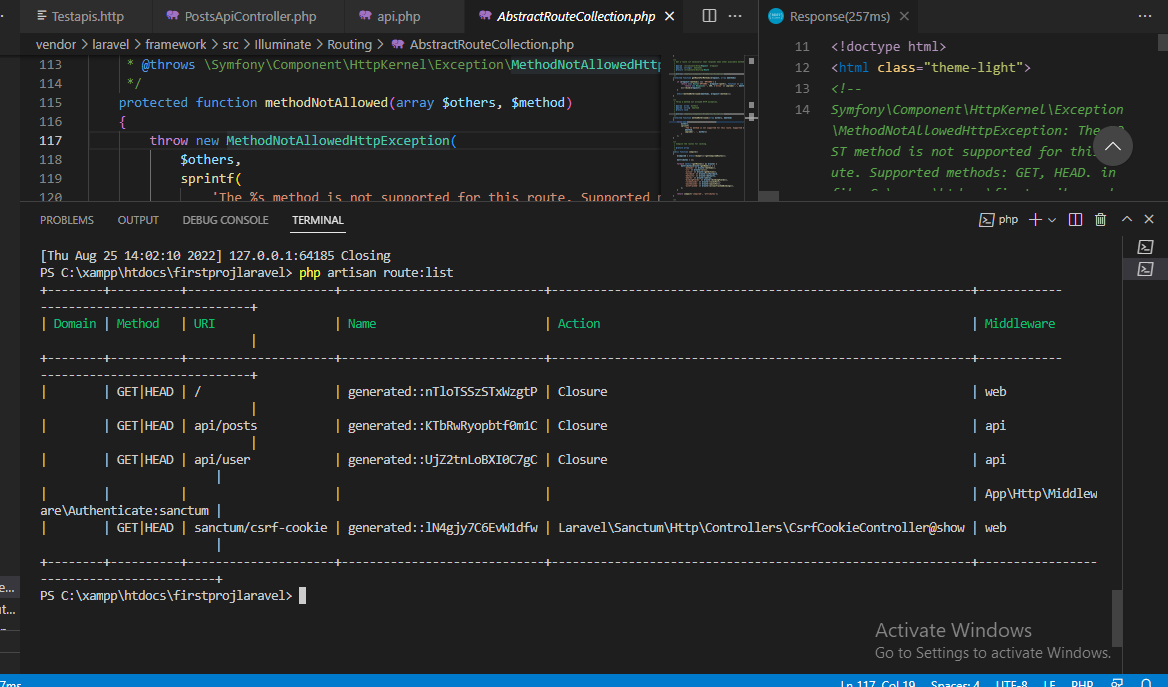 Testapis.http PostsApiController.php api.php AbstractRouteCollection.php Response(257ms)
vendor > laravel > framework > src > Illuminate > Routing > AbstractRouteCollection.php
113 * @throws \Symfony\Component\HttpKernel\Exception\MethodNotAllowedHttp
114 */
115 protected function methodNotAllowed(array $others, $method)
116 {
117 throw new MethodNotAllowedHttpException(
118 $others,
119 sprintf(
120 'The %s method is not supported for this route. Supported
11 <!doctype html>
12 <html class="theme-light">
13 <!--
14 Symfony\Component\HttpKernel\Exception
\MethodNotAllowedHttpException: The
ST method is not supported for thi
ute. Supported methods: GET, HEAD. in
PROBLEMS OUTPUT DEBUG CONSOLE TERMINAL php
[Thu Aug 25 14:02:10 2022] 127.0.0.1:64185 Closing
PS C:\xampp\htdocs\firstprojlaravel> php artisan route:list
+--------+----------+---------------------+-----------------------------+------------------------------------------------------------+------------
------------------------------+
| Domain | Method | URI | Name | Action | Middleware
|
+--------+----------+---------------------+-----------------------------+------------------------------------------------------------+------------
------------------------------+
| | GET|HEAD | / | generated::nTloTSSzSTxWzgtP | Closure | web
|
| | GET|HEAD | api/posts | generated::KTbRwRyopbtf0m1C | Closure | api
|
| | GET|HEAD | api/user | generated::UjZ2tnLoBXI0C7gC | Closure | api
|
| | | | | | App\Http\Middlew
are\Authenticate:sanctum |
| | GET|HEAD | sanctum/csrf-cookie | generated::lN4gjy7C6EvW1dfw | Laravel\Sanctum\Http\Controllers\CsrfCookieController@show | web
|
+--------+----------+---------------------+-----------------------------+------------------------------------------------------------+-----------------
-------------------------+
PS C:\xampp\htdocs\firstprojlaravel>
Activate Windows
Go to Settings to activate Windows.
Ln 117, Col 19 Spaces: 4 UTF-8 LF PHP